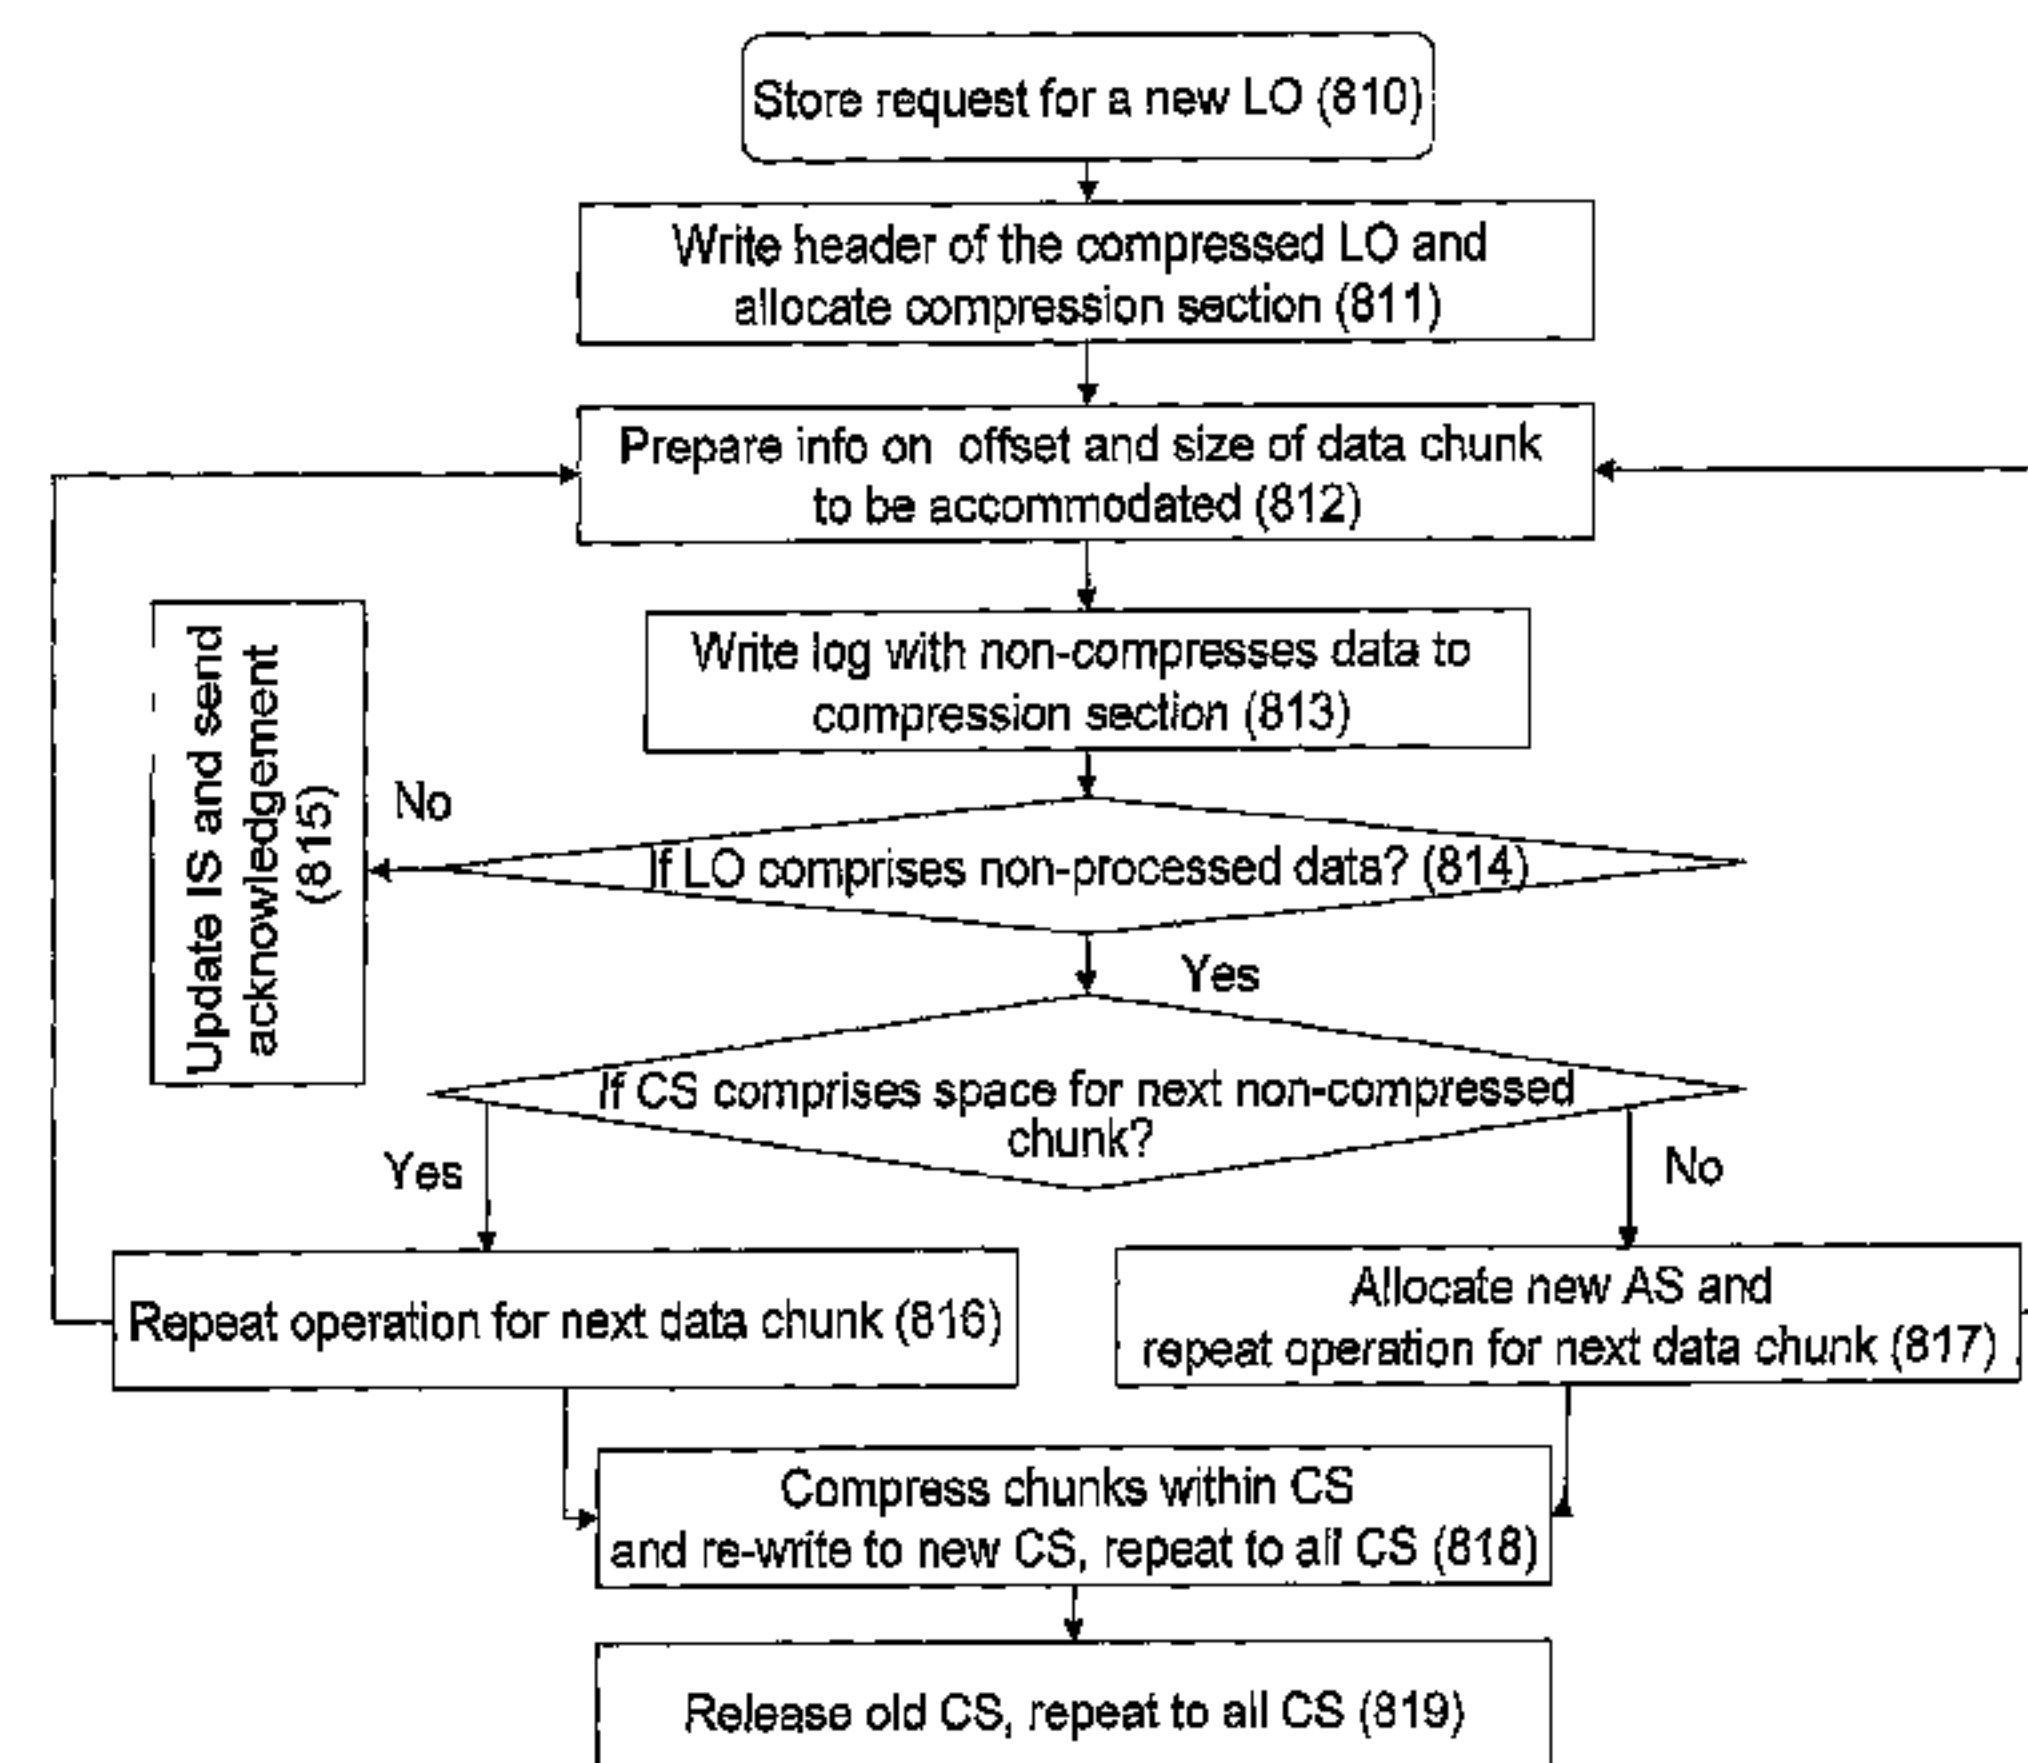 Store request for a new LO (810)
Write header of the compressed LO and
allocate compression section (811)
Prepare info on offset and size of data chunk
to be accommodated (812)
Write log with non-compresses data to
compression section (813)
Update IS and send
acknowledgement
(815)
No
If LO comprises non-processed data? (814)
Yes
If CS comprises space for next non-compressed
chunk?
Yes
No
Repeat operation for next data chunk (816)
Allocate new AS and
repeat operation for next data chunk (817)
Compress chunks within CS
and re-write to new CS, repeat to all CS (818)
Release old CS, repeat to all CS (819)